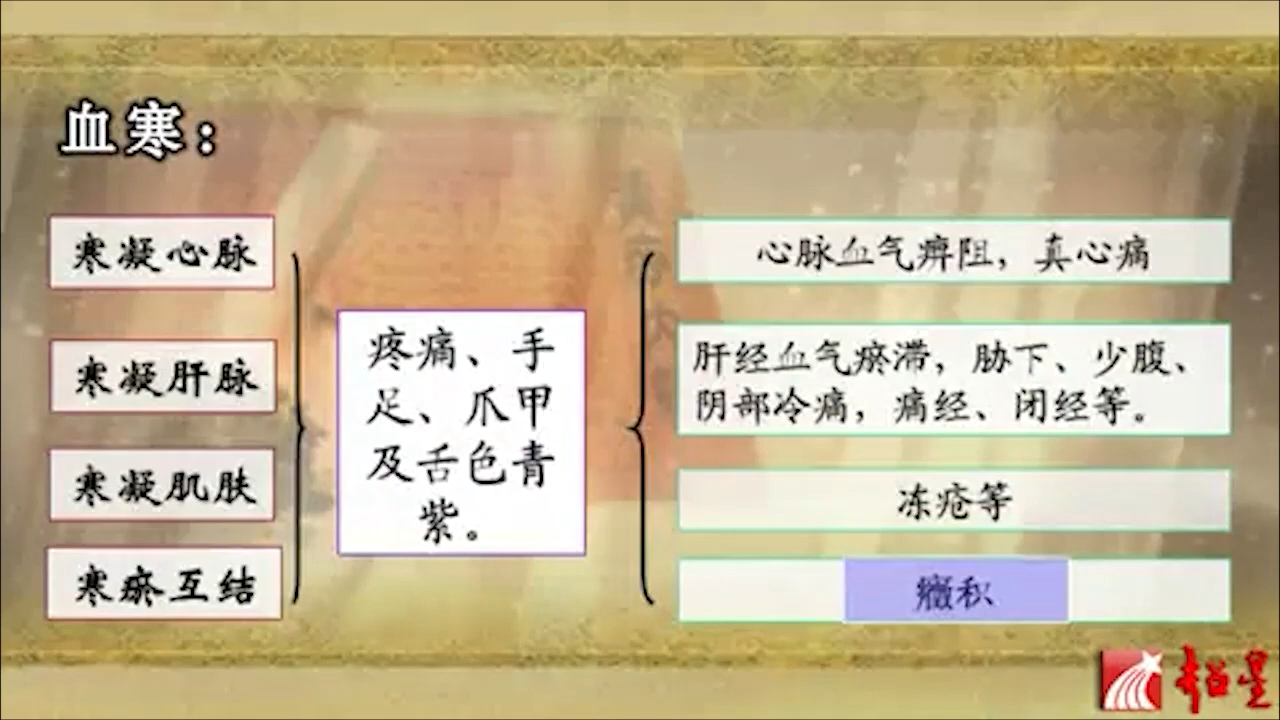 血寒：
寒凝心脉
寒凝肝脉
寒凝肌肤
寒瘀互结
疼痛、手
足、爪甲
及舌色青
紫。
心脉血气痹阻，真心痛
肝经血气瘀滞，胁下、少腹、
阴部冷痛，痛经、闭经等。
冻疮等
癥积
超星